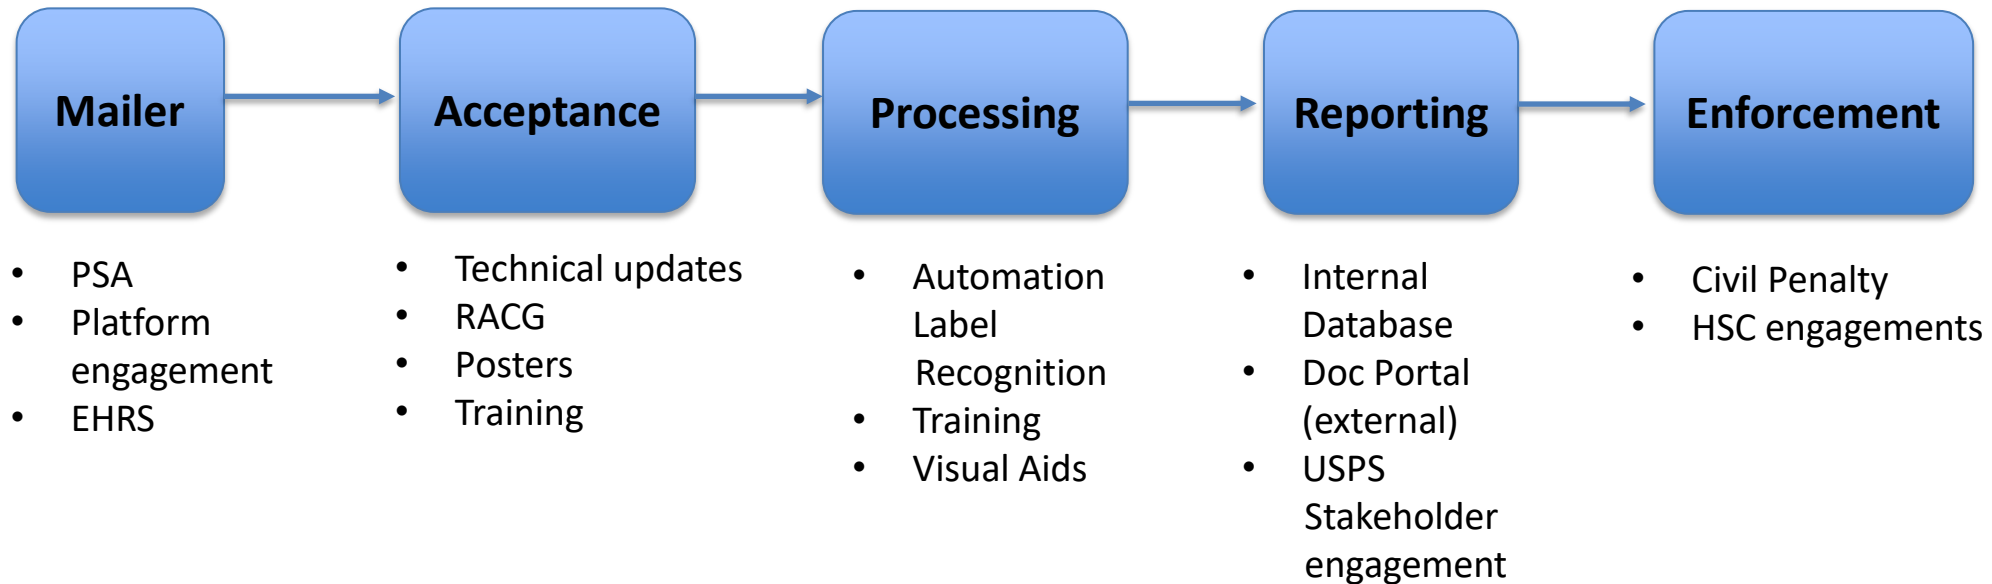 Mailer
Acceptance
Processing
Reporting
Enforcement
• PSA
• Platform
engagement
• EHRS
• Technical updates
• RACG
• Posters
• Training
• Automation
Label
Recognition
• Training
• Visual Aids
• Internal
Database
• Doc Portal
(external)
• USPS
Stakeholder
engagement
• Civil Penalty
• HSC engagements